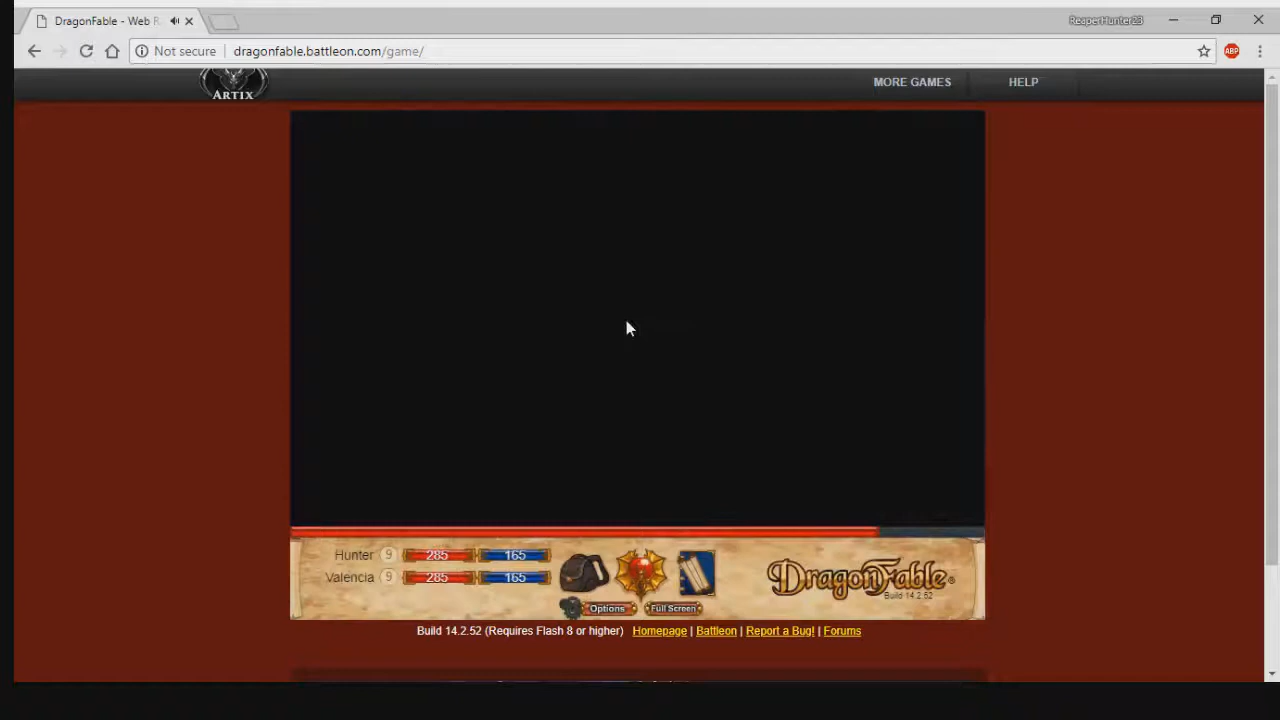 DragonFable - Web R
ReaperHunter23
Not secure | dragonfable.battleon.com/game/
ABP
ARTIX
MORE GAMES HELP
Hunter 9 285 165
Valencia 9 285 165
DragonFable®
Build 14.2.52
Options Full Screen
Build 14.2.52 (Requires Flash 8 or higher) Homepage | Battleon | Report a Bug! | Forums